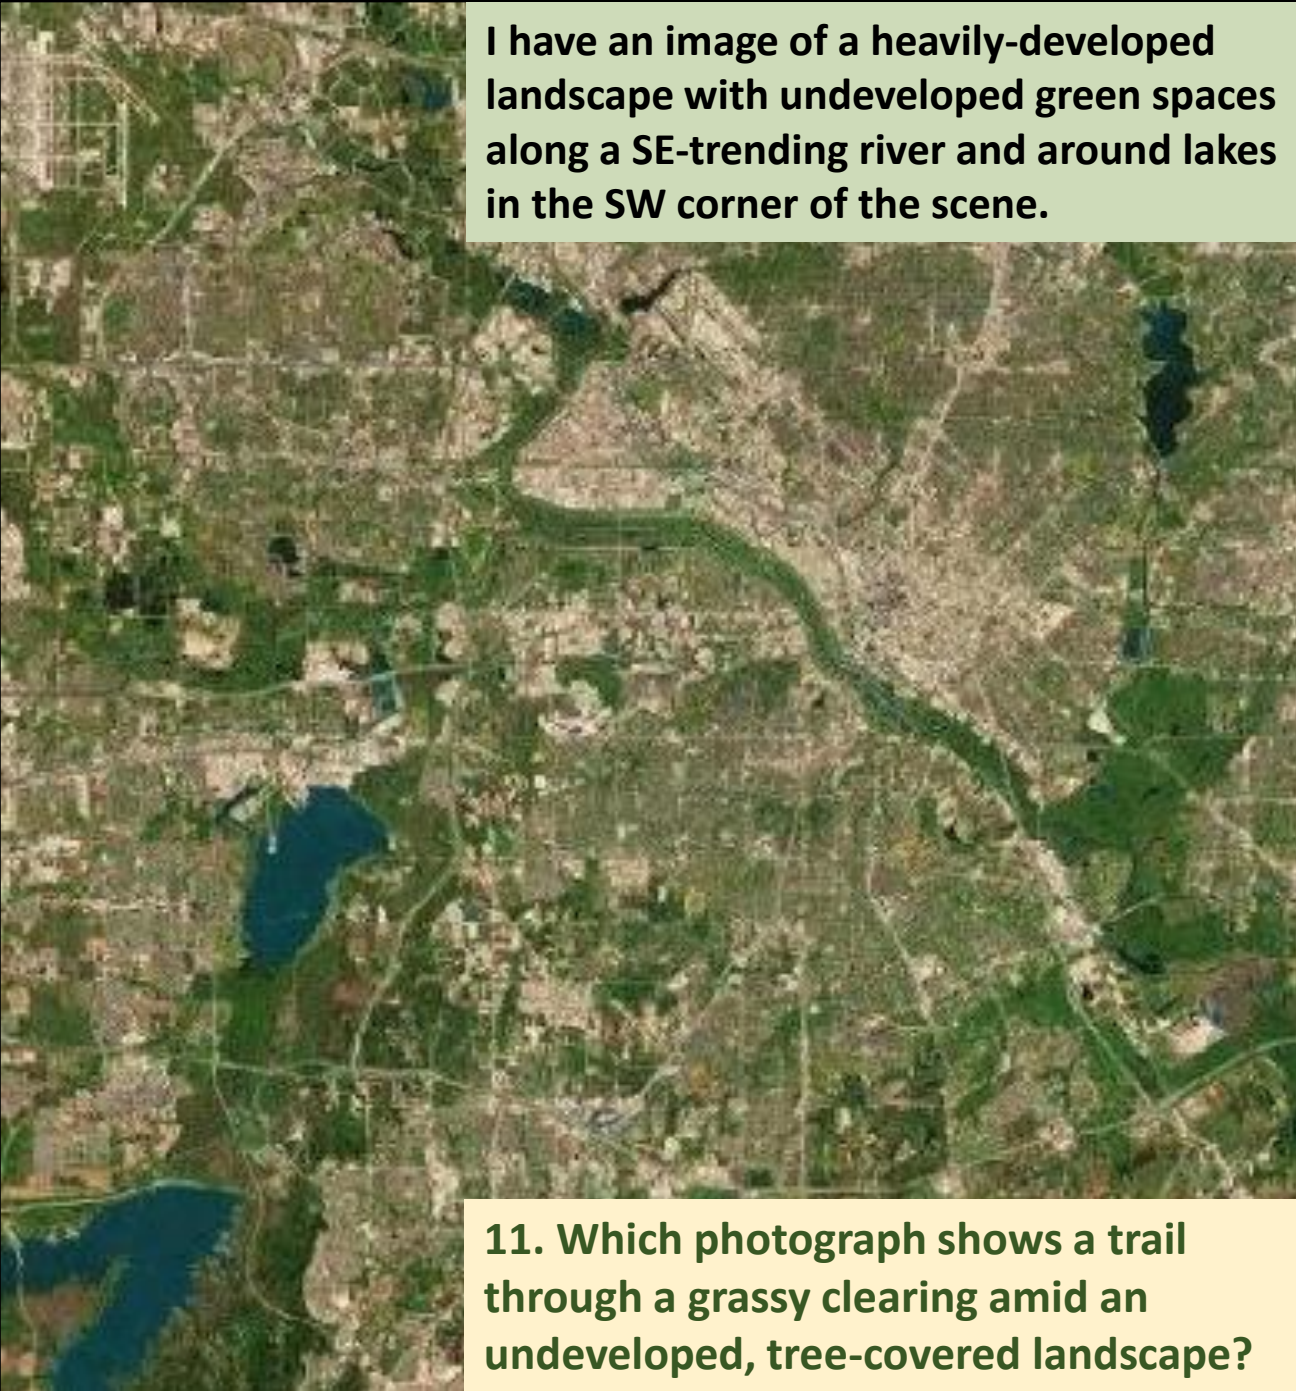 I have an image of a heavily-developed
landscape with undeveloped green spaces
along a SE-trending river and around lakes
in the SW corner of the scene.
11. Which photograph shows a trail
through a grassy clearing amid an
undeveloped, tree-covered landscape?